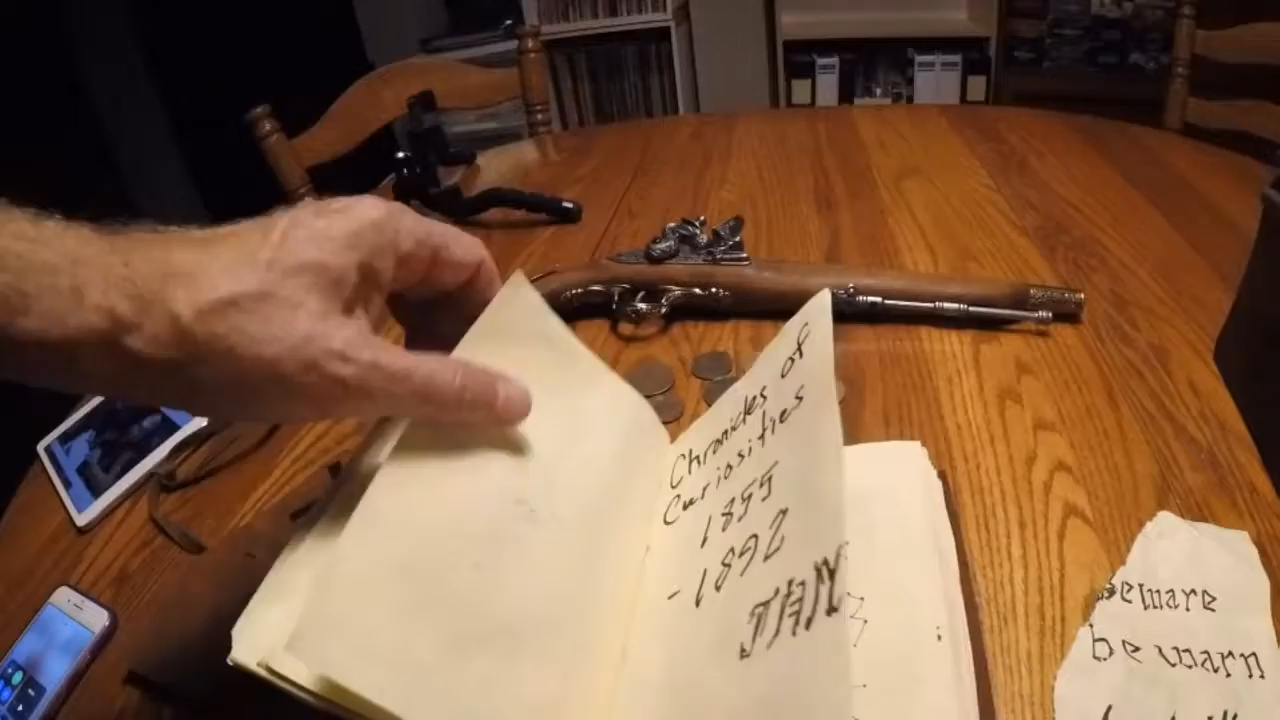 Chronicles of
Curiosities
1855
-1892
Beware
be warn